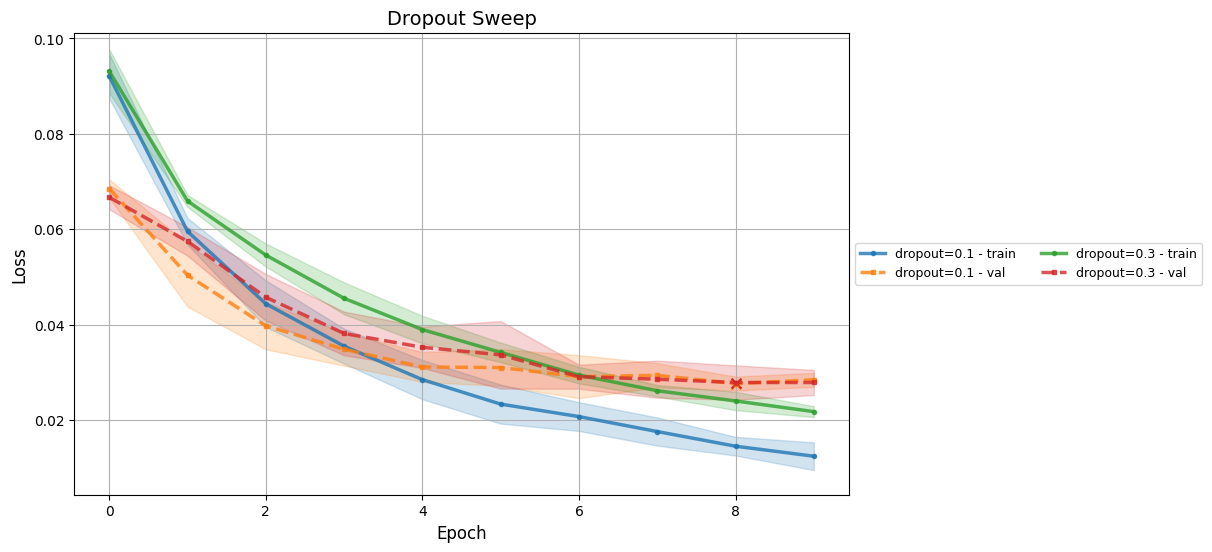 Dropout Sweep
0.10
0.08
0.06
0.04
0.02
Loss
0 2 4 6 8
Epoch
dropout=0.1 - train dropout=0.3 - train
dropout=0.1 - val dropout=0.3 - val